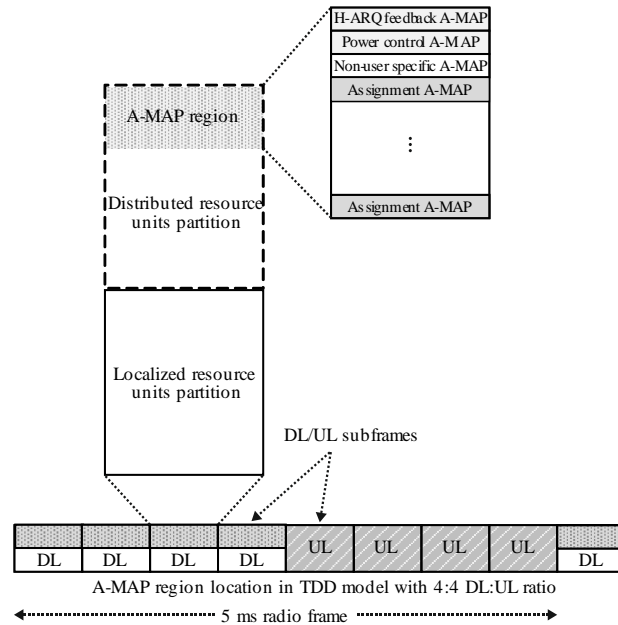 H-ARQ feedback A-MAP
Power control A-MAP
Non-user specific A-MAP
Assignment A-MAP
⋮
Assignment A-MAP
A-MAP region
Distributed resource
units partition
Localized resource
units partition
DL/UL subframes
DL DL DL DL UL UL UL UL DL
A-MAP region location in TDD model with 4:4 DL:UL ratio
5 ms radio frame